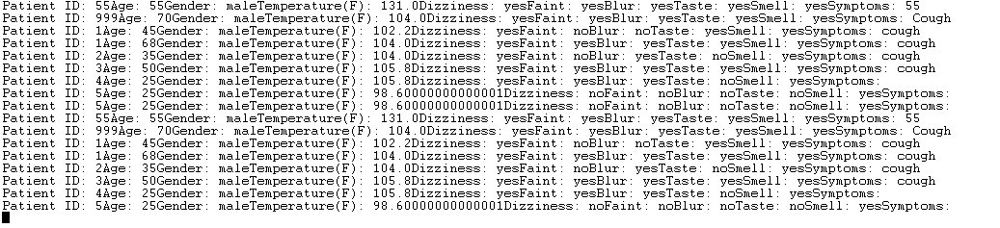 Patient ID: 55Age: 55Gender: maleTemperature(F): 131.0Dizziness: yesFaint: yesBlur: yesTaste: yesSmell: yesSymptoms: 55
Patient ID: 999Age: 70Gender: maleTemperature(F): 104.0Dizziness: yesFaint: yesBlur: yesTaste: yesSmell: yesSymptoms: Cough
Patient ID: 1Age: 45Gender: maleTemperature(F): 102.2Dizziness: yesFaint: noBlur: noTaste: yesSmell: yesSymptoms: cough
Patient ID: 1Age: 68Gender: maleTemperature(F): 104.0Dizziness: yesFaint: yesBlur: yesTaste: yesSmell: yesSymptoms: cough
Patient ID: 2Age: 35Gender: maleTemperature(F): 104.0Dizziness: yesFaint: noBlur: yesTaste: noSmell: yesSymptoms: cough
Patient ID: 3Age: 50Gender: maleTemperature(F): 105.8Dizziness: yesFaint: yesBlur: yesTaste: yesSmell: yesSymptoms: cough
Patient ID: 4Age: 25Gender: maleTemperature(F): 105.8Dizziness: yesFaint: yesBlur: yesTaste: noSmell: yesSymptoms:
Patient ID: 5Age: 25Gender: maleTemperature(F): 98.60000000000001Dizziness: noFaint: noBlur: noTaste: noSmell: yesSymptoms:
Patient ID: 5Age: 25Gender: maleTemperature(F): 98.60000000000001Dizziness: noFaint: noBlur: noTaste: noSmell: yesSymptoms:
Patient ID: 55Age: 55Gender: maleTemperature(F): 131.0Dizziness: yesFaint: yesBlur: yesTaste: yesSmell: yesSymptoms: 55
Patient ID: 999Age: 70Gender: maleTemperature(F): 104.0Dizziness: yesFaint: yesBlur: yesTaste: yesSmell: yesSymptoms: Cough
Patient ID: 1Age: 45Gender: maleTemperature(F): 102.2Dizziness: yesFaint: noBlur: noTaste: yesSmell: yesSymptoms: cough
Patient ID: 1Age: 68Gender: maleTemperature(F): 104.0Dizziness: yesFaint: yesBlur: yesTaste: yesSmell: yesSymptoms: cough
Patient ID: 2Age: 35Gender: maleTemperature(F): 104.0Dizziness: yesFaint: noBlur: yesTaste: noSmell: yesSymptoms: cough
Patient ID: 3Age: 50Gender: maleTemperature(F): 105.8Dizziness: yesFaint: yesBlur: yesTaste: yesSmell: yesSymptoms: cough
Patient ID: 4Age: 25Gender: maleTemperature(F): 105.8Dizziness: yesFaint: yesBlur: yesTaste: noSmell: yesSymptoms:
Patient ID: 5Age: 25Gender: maleTemperature(F): 98.60000000000001Dizziness: noFaint: noBlur: noTaste: noSmell: yesSymptoms: